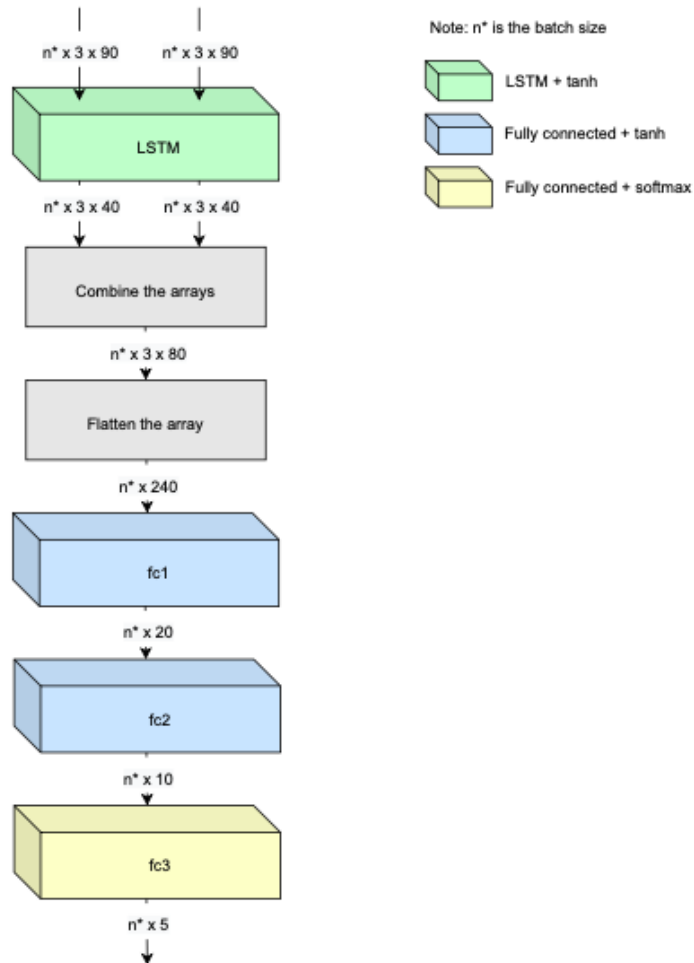 n* x 3 x 90
n* x 3 x 90
LSTM
n* x 3 x 40
n* x 3 x 40
Combine the arrays
n* x 3 x 80
Flatten the array
n* x 240
fc1
n* x 20
fc2
n* x 10
fc3
n* x 5
Note: n* is the batch size
LSTM + tanh
Fully connected + tanh
Fully connected + softmax